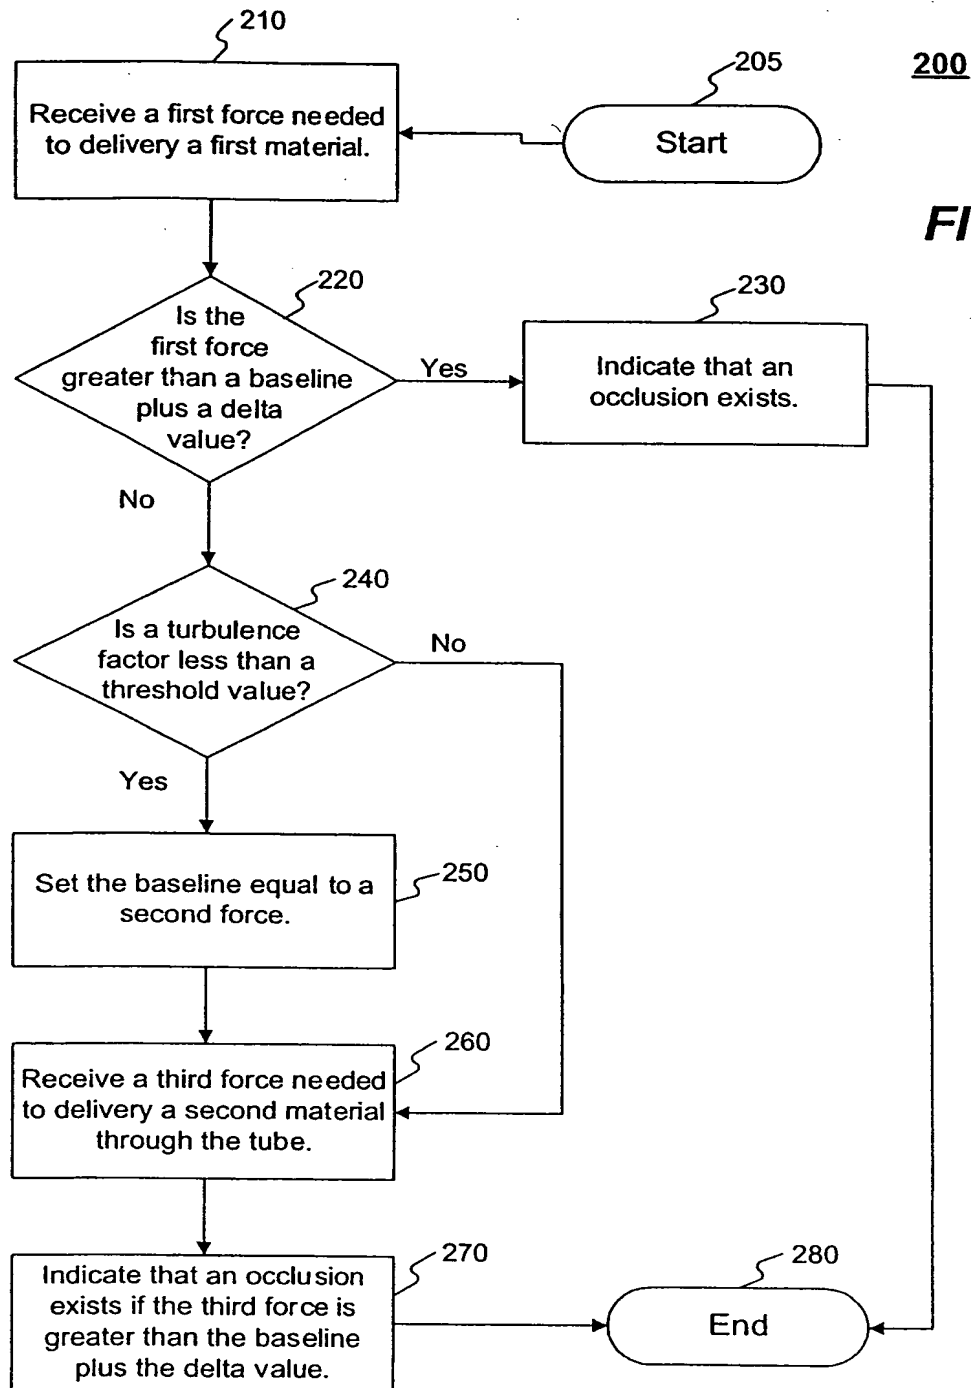 210
205
200
Receive a first force needed
to delivery a first material.
Start
FI
220
230
Is the
first force
greater than a baseline
plus a delta
value?
Yes
Indicate that an
occlusion exists.
No
240
Is a turbulence
factor less than a
threshold value?
No
Yes
Set the baseline equal to a
second force.
250
260
Receive a third force needed
to delivery a second material
through the tube.
270
280
Indicate that an occlusion
exists if the third force is
greater than the baseline
plus the delta value.
End